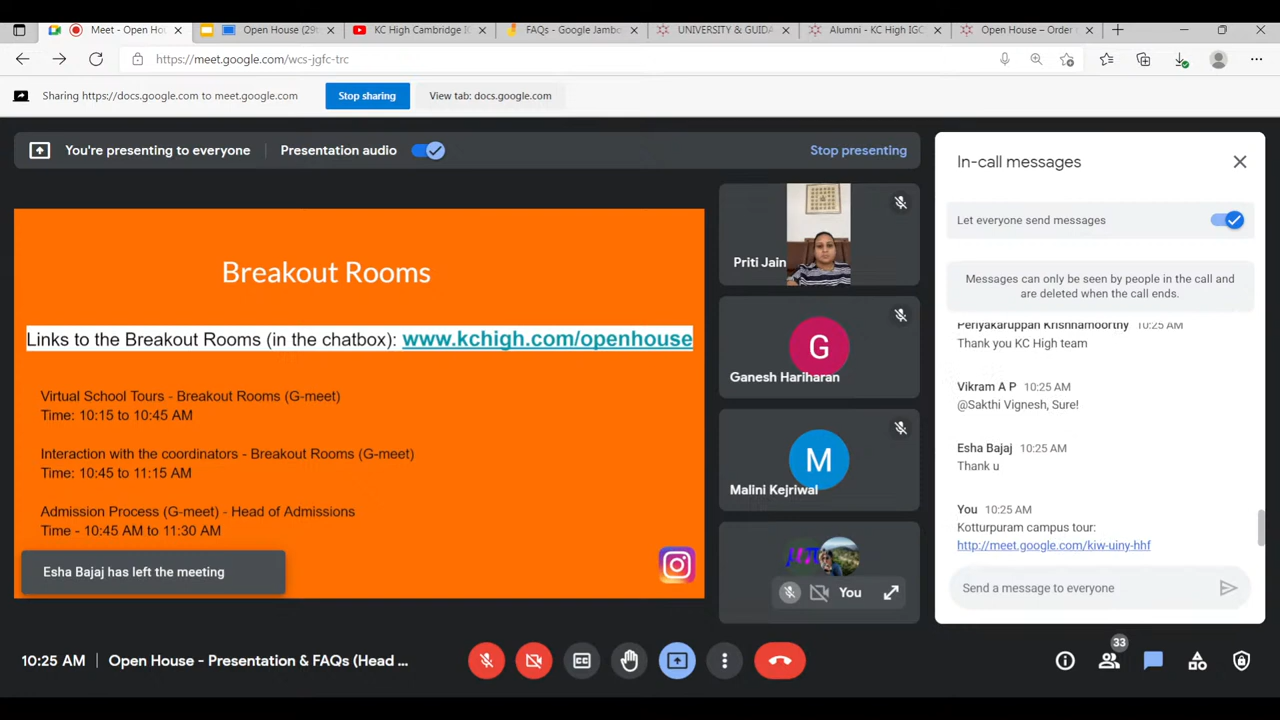 Meet - Open Ho
Open House (29t
KC High Cambridge I
FAQs - Google Jambo
UNIVERSITY & GUIDA
Alumni - KC High IGC
Open House – Order
https://meet.google.com/wcs-jgfc-trc
Sharing https://docs.google.com to meet.google.com
Stop sharing
View tab: docs.google.com
You're presenting to everyone
Presentation audio
Stop presenting
Breakout Rooms
Links to the Breakout Rooms (in the chatbox): www.kchigh.com/openhouse
Virtual School Tours - Breakout Rooms (G-meet)
Time: 10:15 to 10:45 AM
Interaction with the coordinators - Breakout Rooms (G-meet)
Time: 10:45 to 11:15 AM
Admission Process (G-meet) - Head of Admissions
Time - 10:45 AM to 11:30 AM
Esha Bajaj has left the meeting
Priti Jain
G
Ganesh Hariharan
M
Malini Kejriwal
You
In-call messages
Let everyone send messages
Messages can only be seen by people in the call and
are deleted when the call ends.
Periyakaruppan Krishnamoorthy 10:25 AM
Thank you KC High team
Vikram A P 10:25 AM
@Sakthi Vignesh, Sure!
Esha Bajaj 10:25 AM
Thank u
You 10:25 AM
Kotturpuram campus tour:
http://meet.google.com/kiw-uiny-hhf
Send a message to everyone
10:25 AM | Open House - Presentation & FAQs (Head ...
CC
33